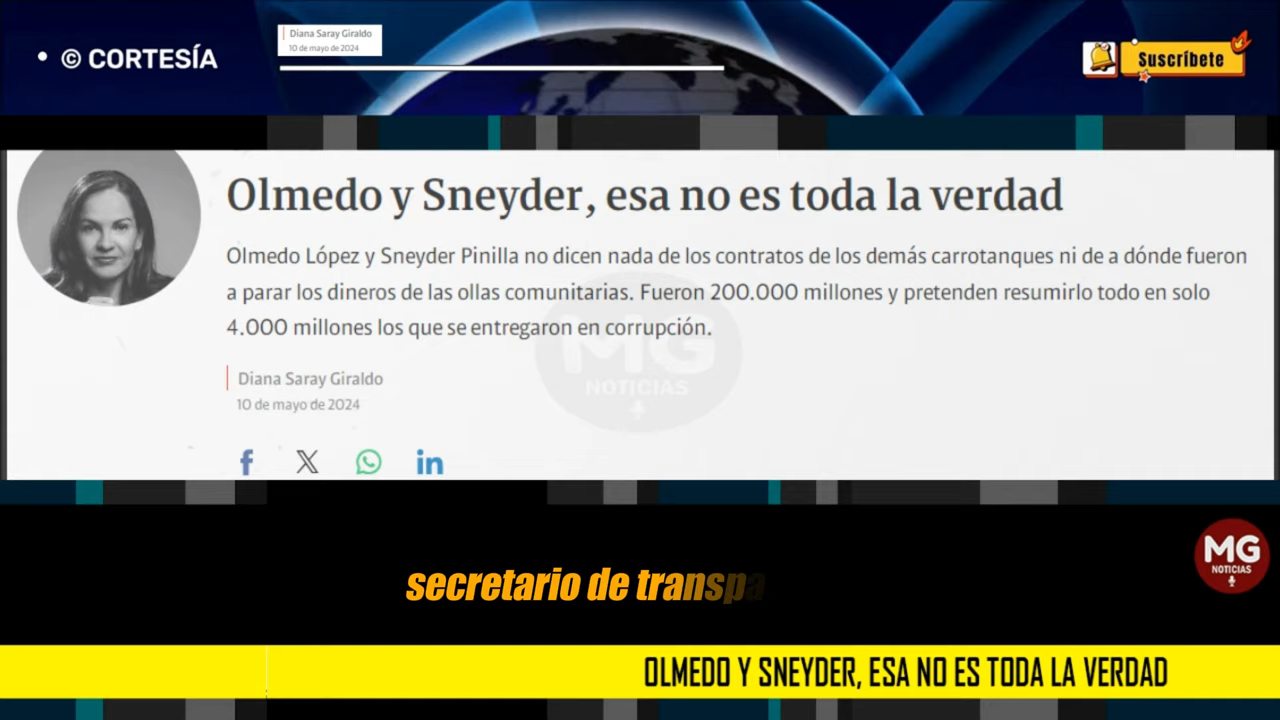 • © CORTESÍA
Diana Saray Giraldo
10 de mayo de 2024
Suscríbete
Olmedo y Sneyder, esa no es toda la verdad
Olmedo López y Sneyder Pinilla no dicen nada de los contratos de los demás carrotanques ni de a dónde fueron
a parar los dineros de las ollas comunitarias. Fueron 200.000 millones y pretenden resumirlo todo en solo
4.000 millones los que se entregaron en corrupción.
MG
NOTICIAS
Diana Saray Giraldo
10 de mayo de 2024
secretario de transpa
MG
NOTICIAS
OLMEDO Y SNEYDER, ESA NO ES TODA LA VERDAD